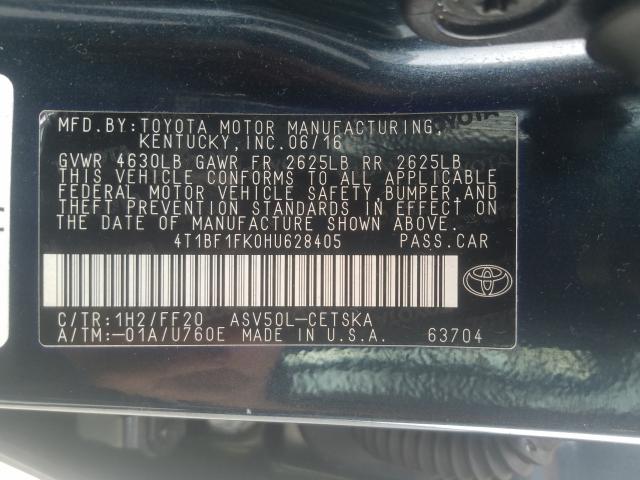 MFD.BY:TOYOTA MOTOR MANUFACTURING,
KENTUCKY,INC.06/16
GVWR 4630LB GAWR FR 2625LB RR 2625LB
THIS VEHICLE CONFORMS TO ALL APPLICABLE
FEDERAL MOTOR VEHICLE SAFETY,BUMPER,AND
THEFT PREVENTION STANDARDS IN EFFECT ON
THE DATE OF MANUFACTURE SHOWN ABOVE.
4T1BF1FK0HU628405 PASS.CAR
C/TR:1H2/FF20 ASV50L-CETSKA
A/TM:-01A/U760E MADE IN U.S.A. 63704